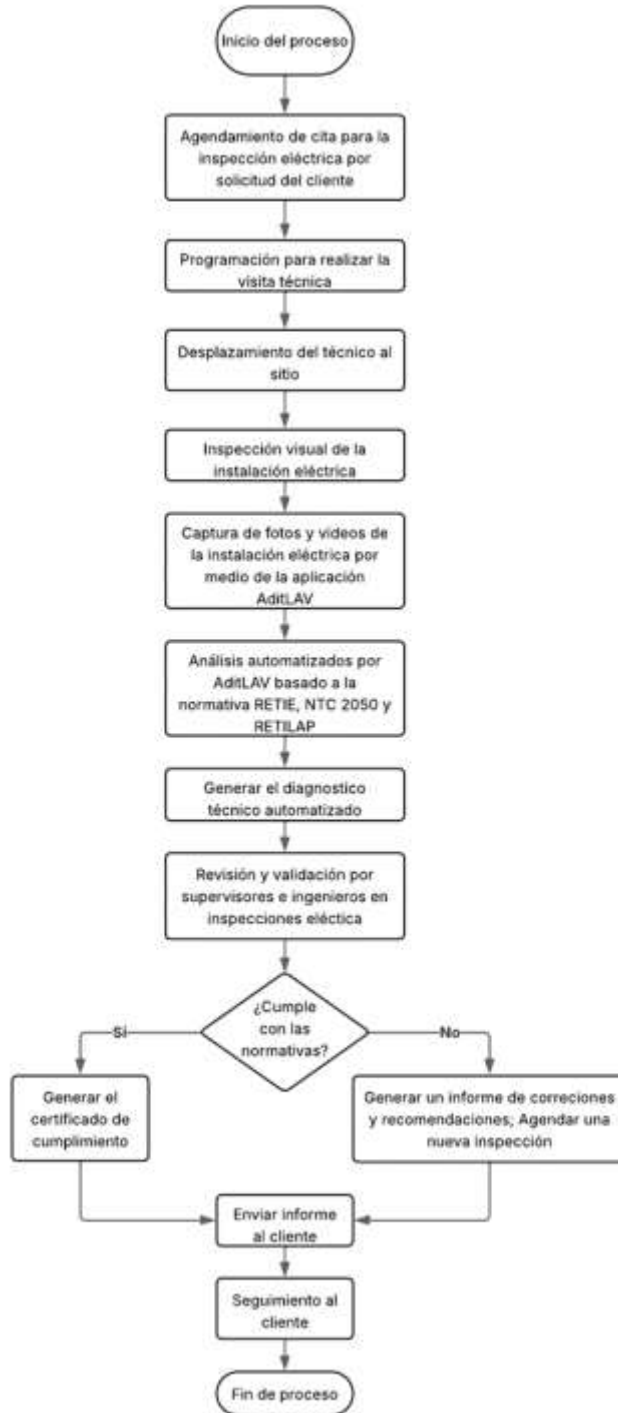 Inicio del proceso
Agendamiento de cita para la
inspección eléctrica por
solicitud del cliente
Programación para realizar la
visita técnica
Desplazamiento del técnico al
sitio
Inspección visual de la
instalación eléctrica
Captura de fotos y videos de
la instalación eléctrica por
medio de la aplicación
AditLAV
Análisis automatizados por
AditLAV basado a la
normativa RETIE, NTC 2050 y
RETILAP
Generar el diagnostico
técnico automatizado
Revisión y validación por
supervisores e ingenieros en
inspecciones eléctica
¿Cumple
con las
normativas?
Sí
No
Generar el
certificado de
cumplimiento
Generar un informe de correciones
y recomendaciones; Agendar una
nueva inspección
Enviar informe
al cliente
Seguimiento al
cliente
Fin de proceso